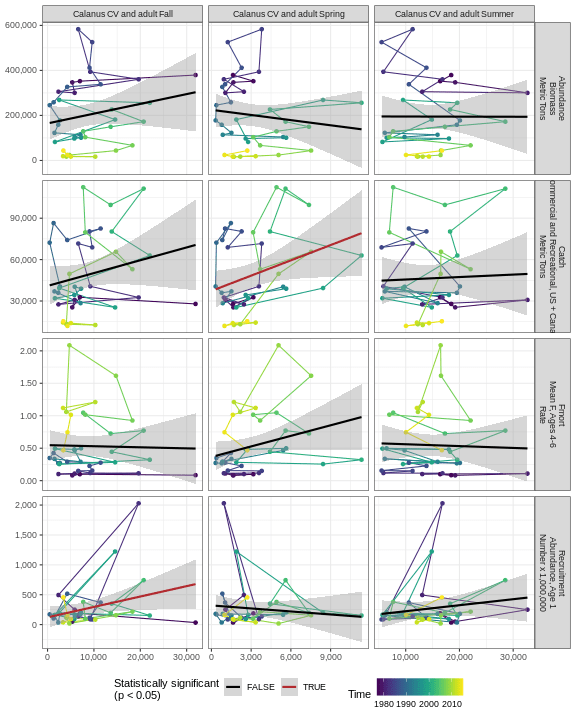 Calanus CV and adult Fall
Calanus CV and adult Spring
Calanus CV and adult Summer
600,000
400,000
200,000
0
Abundance
Biomass
Metric Tons
90,000
60,000
30,000
Catch
ommercial and Recreational, US + Cana
Metric Tons
2.00
1.50
1.00
0.50
0.00
Fmort
Mean F, Ages 4-6
Rate
2,000
1,500
1,000
500
0
Recruitment
Abundance, Age 1
Number x 1,000,000
0
10,000
20,000
30,000
0
3,000
6,000
9,000
10,000
20,000
30,000
Statistically significant
(p < 0.05)
FALSE
TRUE
Time
1980 1990 2000 2010